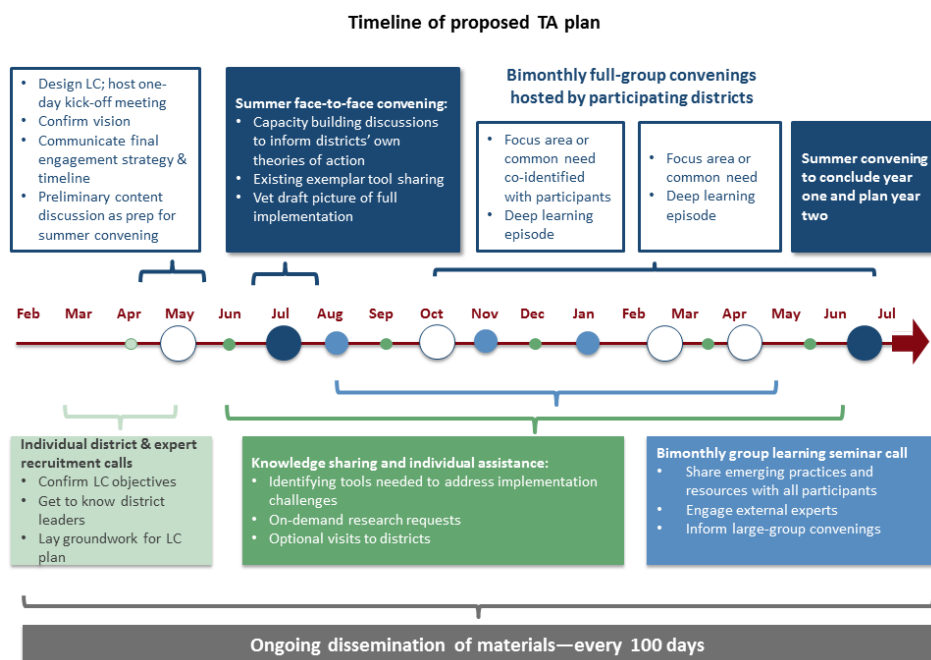 Timeline of proposed TA plan
• Design LC; host one-
day kick-off meeting
• Confirm vision
• Communicate final
engagement strategy &
timeline
• Preliminary content
discussion as prep for
summer convening
Summer face-to-face convening:
• Capacity building discussions
to inform districts’ own
theories of action
• Existing exemplar tool sharing
• Vet draft picture of full
implementation
Bimonthly full-group convenings
hosted by participating districts
• Focus area or
common need
co-identified
with participants
• Deep learning
episode
• Focus area or
common need
• Deep learning
episode
Summer convening
to conclude year
one and plan year
two
Feb Mar Apr May Jun Jul Aug Sep Oct Nov Dec Jan Feb Mar Apr May Jun Jul
Individual district & expert
recruitment calls
• Confirm LC objectives
• Get to know district
leaders
• Lay groundwork for LC
plan
Knowledge sharing and individual assistance:
• Identifying tools needed to address implementation
challenges
• On-demand research requests
• Optional visits to districts
Bimonthly group learning seminar call
• Share emerging practices and
resources with all participants
• Engage external experts
• Inform large-group convenings
Ongoing dissemination of materials—every 100 days